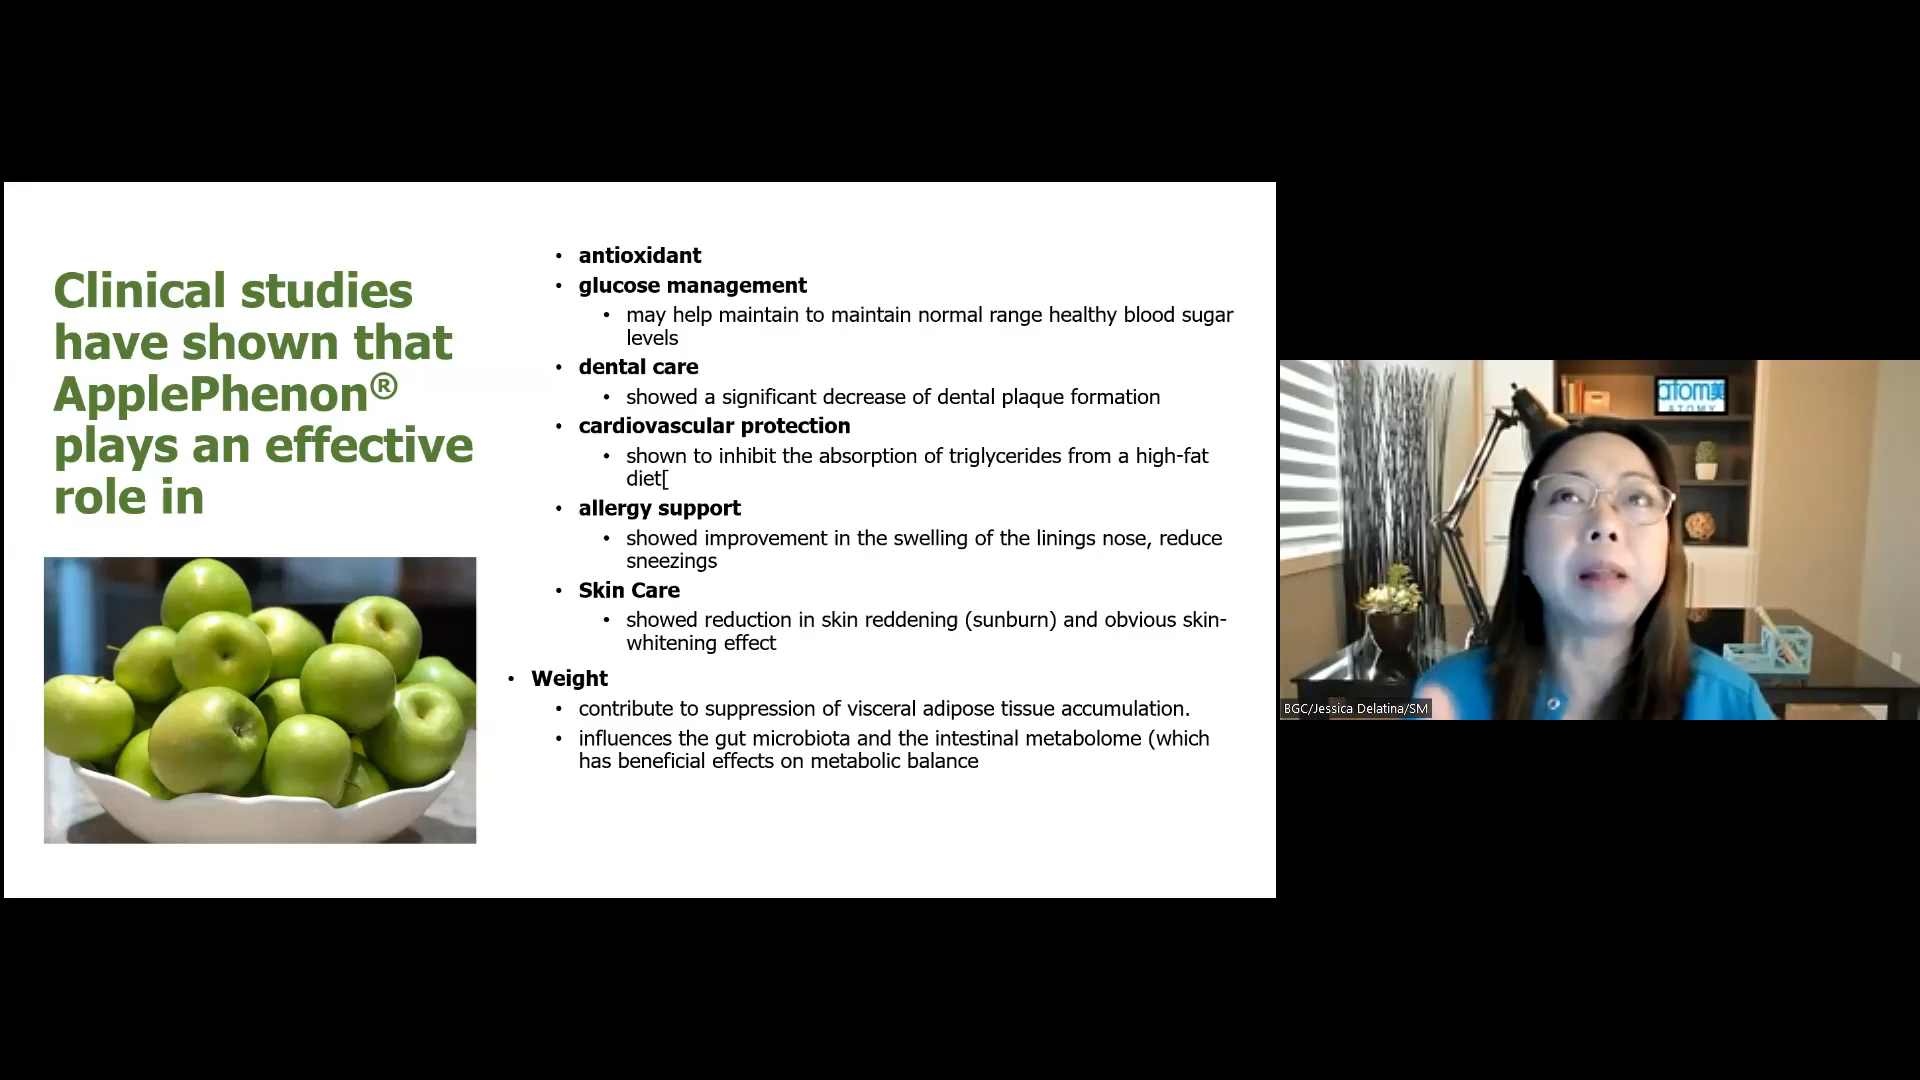 Clinical studies
have shown that
ApplePhenon®
plays an effective
role in
• antioxidant
• glucose management
• may help maintain to maintain normal range healthy blood sugar
levels
• dental care
• showed a significant decrease of dental plaque formation
• cardiovascular protection
• shown to inhibit the absorption of triglycerides from a high-fat
diet[
• allergy support
• showed improvement in the swelling of the linings nose, reduce
sneezings
• Skin Care
• showed reduction in skin reddening (sunburn) and obvious skin-
whitening effect
• Weight
• contribute to suppression of visceral adipose tissue accumulation.
• influences the gut microbiota and the intestinal metabolome (which
has beneficial effects on metabolic balance
atom美
ATOMY
BGC/Jessica Delatina/SM